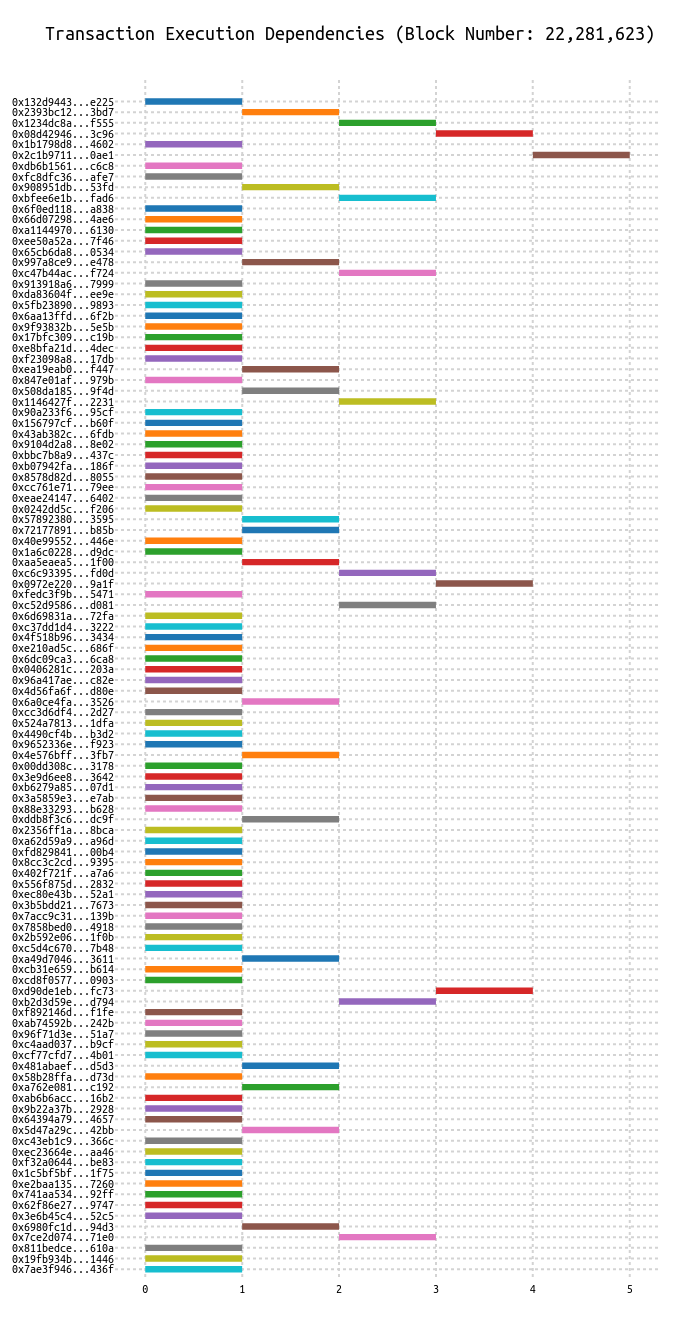 Transaction Execution Dependencies (Block Number: 22,281,623)
0x132d9443...e225
0x2393bc12...3bd7
0x1234dc8a...f555
0x08d42946...3c96
0x1b1798d8...4602
0x2c1b9711...0ae1
0xdb6b1561...c6c8
0xfc8dfc36...afe7
0x908951db...53fd
0xbfee6e1b...fad6
0x6f0ed118...a838
0x66d07298...4ae6
0xa1144970...6130
0xee50a52a...7f46
0x65cb6da8...0534
0x997a8ce9...e478
0xc47b44ac...f724
0x913918a6...7999
0xda83604f...ee9e
0x5fb23890...9893
0x6aa13ffd...6f2b
0x9f93832b...5e5b
0x17bfc309...c19b
0xe8bfa21d...4dec
0xf23098a8...17db
0xea19eab0...f447
0x847e01af...979b
0x508da185...9f4d
0x1146427f...2231
0x90a233f6...95cf
0x156797cf...b60f
0x43ab382c...6fdb
0x9104d2a8...8e02
0xbbc7b8a9...437c
0xb07942fa...186f
0x8578d82d...8055
0xcc761e71...79ee
0xeae24147...6402
0x0242dd5c...f206
0x57892380...3595
0x72177891...b85b
0x40e99552...446e
0x1a6c0228...d9dc
0xaa5eaea5...1f00
0xc6c93395...fd0d
0x0972e220...9a1f
0xfedc3f9b...5471
0xc52d9586...d081
0x6d69831a...72fa
0xc37dd1d4...3222
0x4f518b96...3434
0xe210ad5c...686f
0x6dc09ca3...6ca8
0x0406281c...203a
0x96a417ae...c82e
0x4d56fa6f...d80e
0x6a0ce4fa...3526
0xcc3d6df4...2d27
0x524a7813...1dfa
0x4490cf4b...b3d2
0x9652336e...f923
0x4e576bff...3fb7
0x00dd308c...3178
0x3e9d6ee8...3642
0xb6279a85...07d1
0x3a5859e3...e7ab
0x88e33293...b628
0xddb8f3c6...dc9f
0x2356ff1a...8bca
0xa62d59a9...a96d
0xfd829841...00b4
0x8cc3c2cd...9395
0x402f721f...a7a6
0x556f875d...2832
0xec80e43b...52a1
0x3b5bdd21...7673
0x7acc9c31...139b
0x7858bed0...4918
0x2b592e06...1f0b
0xc5d4c670...7b48
0xa49d7046...3611
0xcb31e659...b614
0xcd8f0577...0903
0xd90de1eb...fc73
0xb2d3d59e...d794
0xf892146d...f1fe
0xab74592b...242b
0x96f71d3e...51a7
0xc4aad037...b9cf
0xcf77cfd7...4b01
0x481abaef...d5d3
0x58b28ffa...d73d
0xa762e081...c192
0xab6b6acc...16b2
0x9b22a37b...2928
0x64394a79...4657
0x5d47a29c...42bb
0xc43eb1c9...366c
0xec23664e...aa46
0xf32a0644...be83
0x1c5bf5bf...1f75
0xe2baa135...7260
0x741aa534...92ff
0x62f86e27...9747
0x3e6b45c4...52c5
0x6980fc1d...94d3
0x7ce2d074...71e0
0x811bedce...610a
0x19fb934b...1446
0x7ae3f946...436f
0 1 2 3 4 5